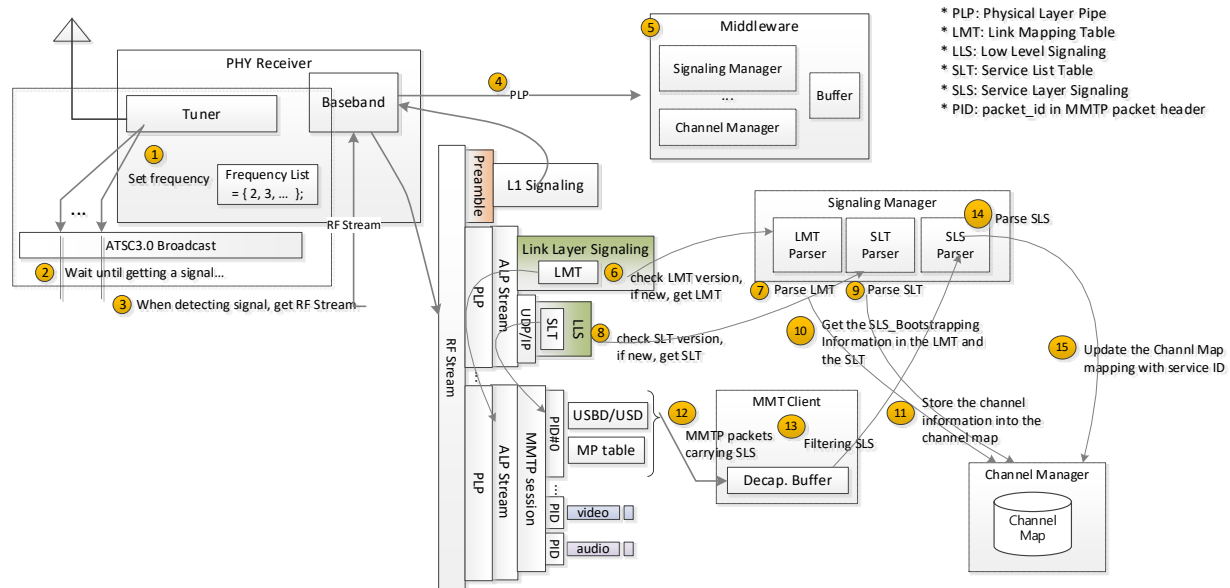 * PLP: Physical Layer Pipe
* LMT: Link Mapping Table
* LLS: Low Level Signaling
* SLT: Service List Table
* SLS: Service Layer Signaling
* PID: packet_id in MMTP packet header
PHY Receiver
Tuner
Baseband
1
Set frequency
Frequency List
= { 2, 3, ... };
...
ATSC3.0 Broadcast
2 Wait until getting a signal...
3 When detecting signal, get RF Stream
RF Stream
4
PLP
5
Middleware
Signaling Manager
...
Channel Manager
Buffer
RF Stream
Preamble
L1 Signaling
PLP
ALP Stream
Link Layer Signaling
LMT
6
check LMT version,
if new, get LMT
UDP/IP
SLT
LLS
8
check SLT version,
if new, get SLT
...
PLP
ALP Stream
MMTP session
PID#0
USBD/USD
MP table
...
PID
video
PID
audio
12
MMTP packets
carrying SLS
MMT Client
13
Filtering SLS
Decap. Buffer
Signaling Manager
LMT
Parser
SLT
Parser
SLS
Parser
14
Parse SLS
7 Parse LMT
9
Parse SLT
10
Get the SLS_Bootstrapping
Information in the LMT and
the SLT
11
Store the channel
information into the
channel map
15
Update the Channl Map
mapping with service ID
Channel Manager
Channel
Map